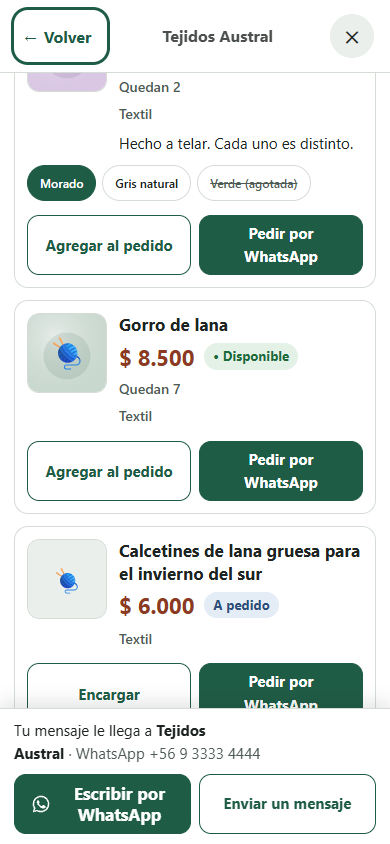 ← Volver
Tejidos Austral
×
Quedan 2
Textil
Hecho a telar. Cada uno es distinto.
Morado
Gris natural
Verde (agotada)
Agregar al pedido
Pedir por
WhatsApp
Gorro de lana
$ 8.500
• Disponible
Quedan 7
Textil
Agregar al pedido
Pedir por
WhatsApp
Calcetines de lana gruesa para
el invierno del sur
$ 6.000
A pedido
Textil
Encargar
Pedir por
WhatsApp
Tu mensaje le llega a Tejidos
Austral · WhatsApp +56 9 3333 4444
Escribir por
WhatsApp
Enviar un mensaje